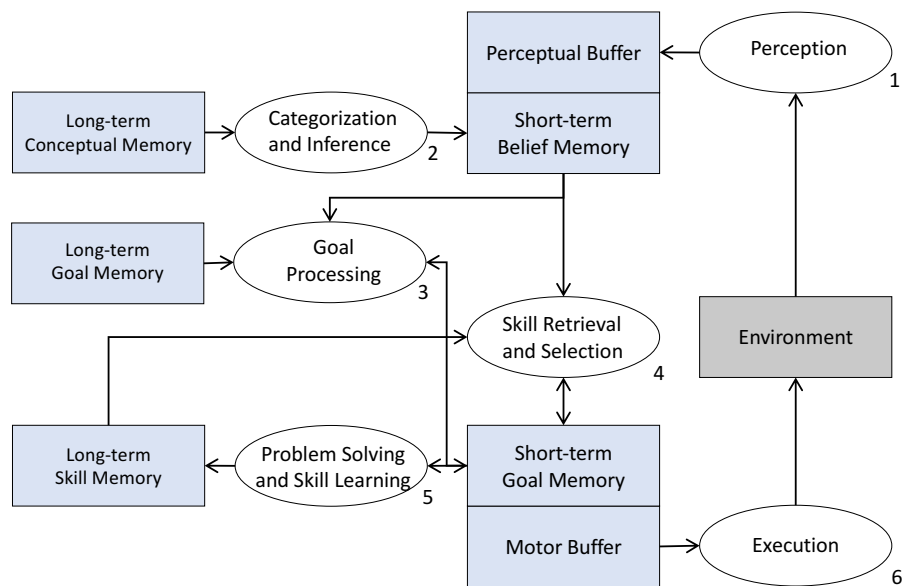 Perceptual Buffer
Perception
1
Long-term
Conceptual Memory
Categorization
and Inference
2
Short-term
Belief Memory
Long-term
Goal Memory
Goal
Processing
3
Skill Retrieval
and Selection
4
Environment
Long-term
Skill Memory
Problem Solving
and Skill Learning
5
Short-term
Goal Memory
Motor Buffer
Execution
6